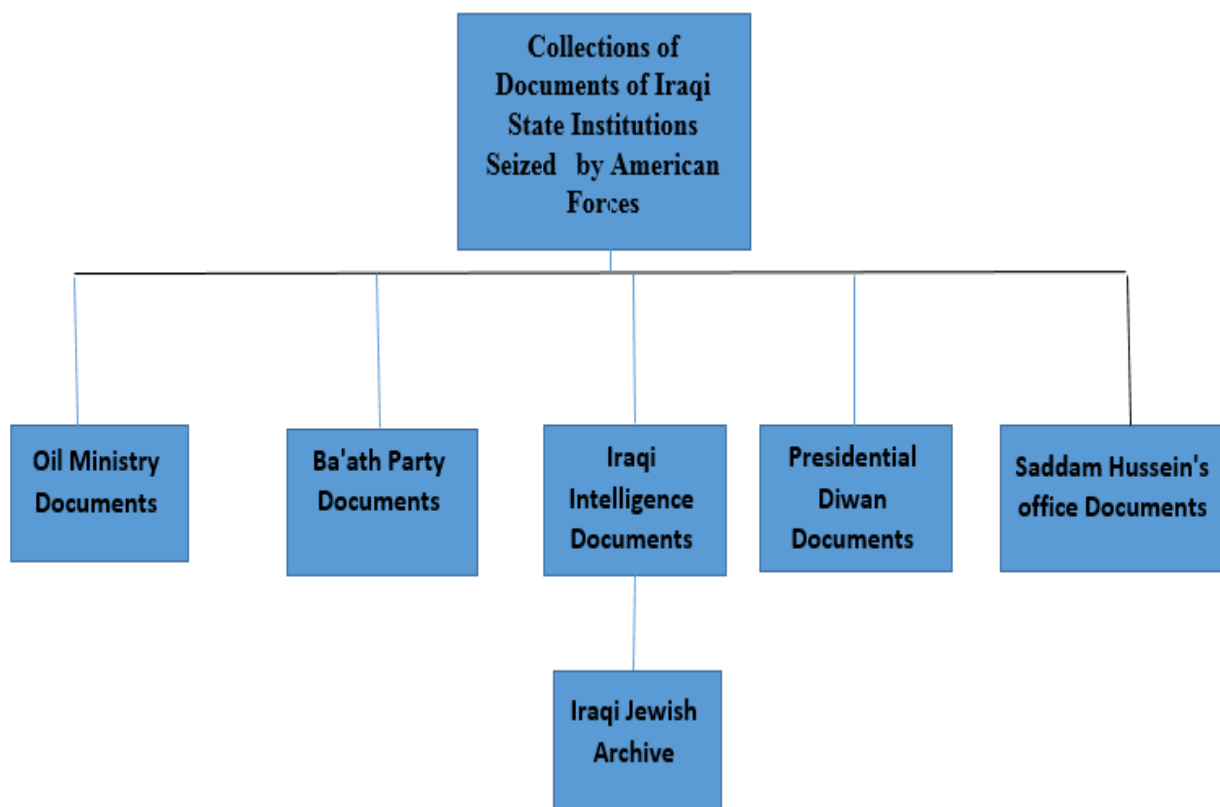 Collections of
Documents of Iraqi
State Institutions
Seized by American
Forces
Oil Ministry
Documents
Ba'ath Party
Documents
Iraqi
Intelligence
Documents
Presidential
Diwan
Documents
Saddam Hussein's
office Documents
Iraqi Jewish
Archive